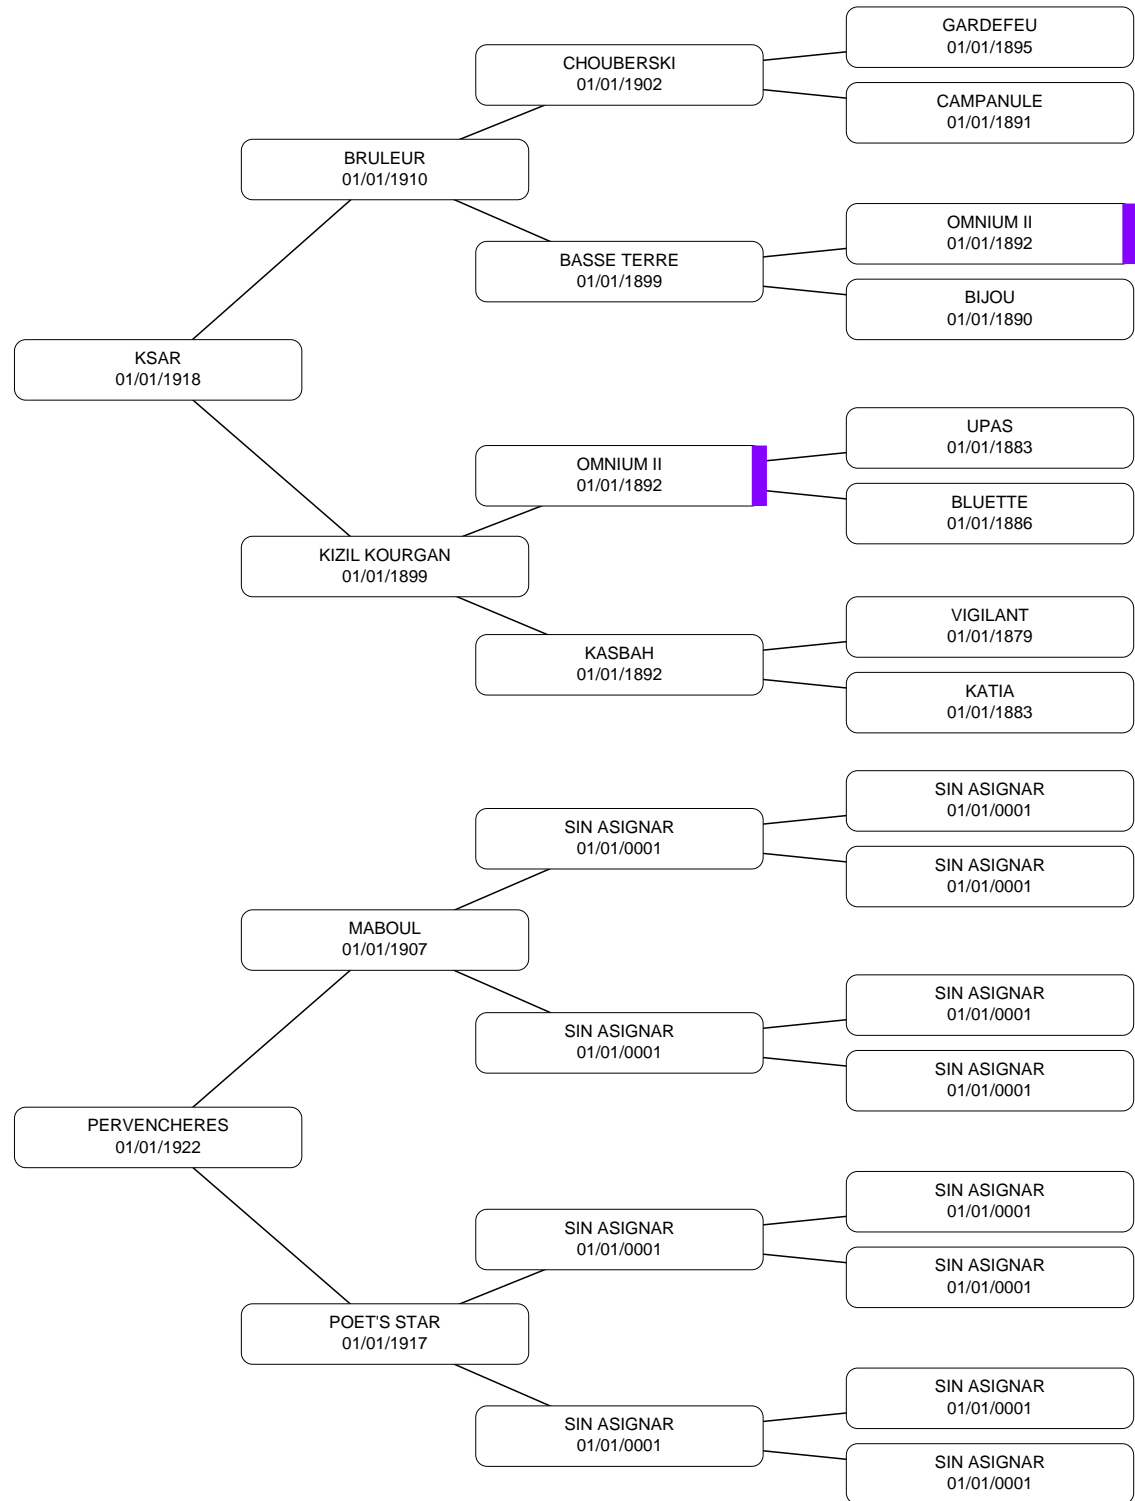 GARDEFEU
01/01/1895
CHOUBERSKI
01/01/1902
CAMPANULE
01/01/1891
BRULEUR
01/01/1910
OMNIUM II
01/01/1892
BASSE TERRE
01/01/1899
BIJOU
01/01/1890
KSAR
01/01/1918
UPAS
01/01/1883
OMNIUM II
01/01/1892
BLUETTE
01/01/1886
KIZIL KOURGAN
01/01/1899
VIGILANT
01/01/1879
KASBAH
01/01/1892
KATIA
01/01/1883
SIN ASIGNAR
01/01/0001
SIN ASIGNAR
01/01/0001
SIN ASIGNAR
01/01/0001
MABOUL
01/01/1907
SIN ASIGNAR
01/01/0001
SIN ASIGNAR
01/01/0001
SIN ASIGNAR
01/01/0001
PERVENCHERES
01/01/1922
SIN ASIGNAR
01/01/0001
SIN ASIGNAR
01/01/0001
SIN ASIGNAR
01/01/0001
POET'S STAR
01/01/1917
SIN ASIGNAR
01/01/0001
SIN ASIGNAR
01/01/0001
SIN ASIGNAR
01/01/0001